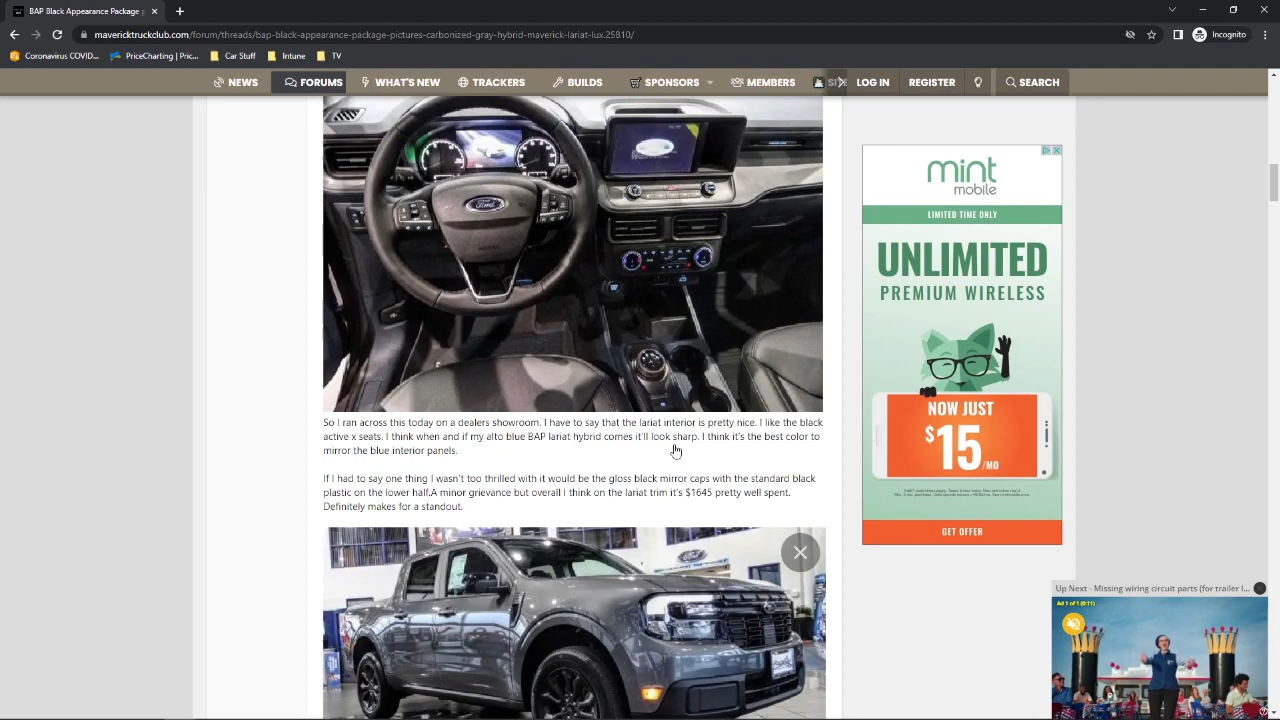 BAP Black Appearance Package p
Incognito
mavericktruckclub.com/forum/threads/bap-black-appearance-package-pictures-carbonized-gray-hybrid-maverick-lariat-lux.25810/
Coronavirus COVID...
PriceCharting | Pric...
Car Buying
Intune
TV
NEWS
FORUMS
WHAT'S NEW
TRACKERS
BUILDS
SPONSORS
MEMBERS
LOG IN
REGISTER
SEARCH
Ford
mint
mobile
LIMITED TIME ONLY
UNLIMITED
PREMIUM WIRELESS
NOW JUST
$15/MO
GET OFFER
So I ran across this today on a dealers showroom. I have to say that the lariat interior is pretty nice. I like the black
active x seats. I think when and if my alto blue BAP lariat hybrid comes it'll look sharp. I think it's the best color to
mirror the blue interior panels.
If I had to say one thing I wasn't too thrilled with it would be the gloss black mirror caps with the standard black
plastic on the lower half.A minor grievance but overall I think on the lariat trim it's $1645 pretty well spent.
Definitely makes for a standout.
Up Next - Missing wiring circuit parts (for trailer l...
Ad 1 of 1 (0:11)